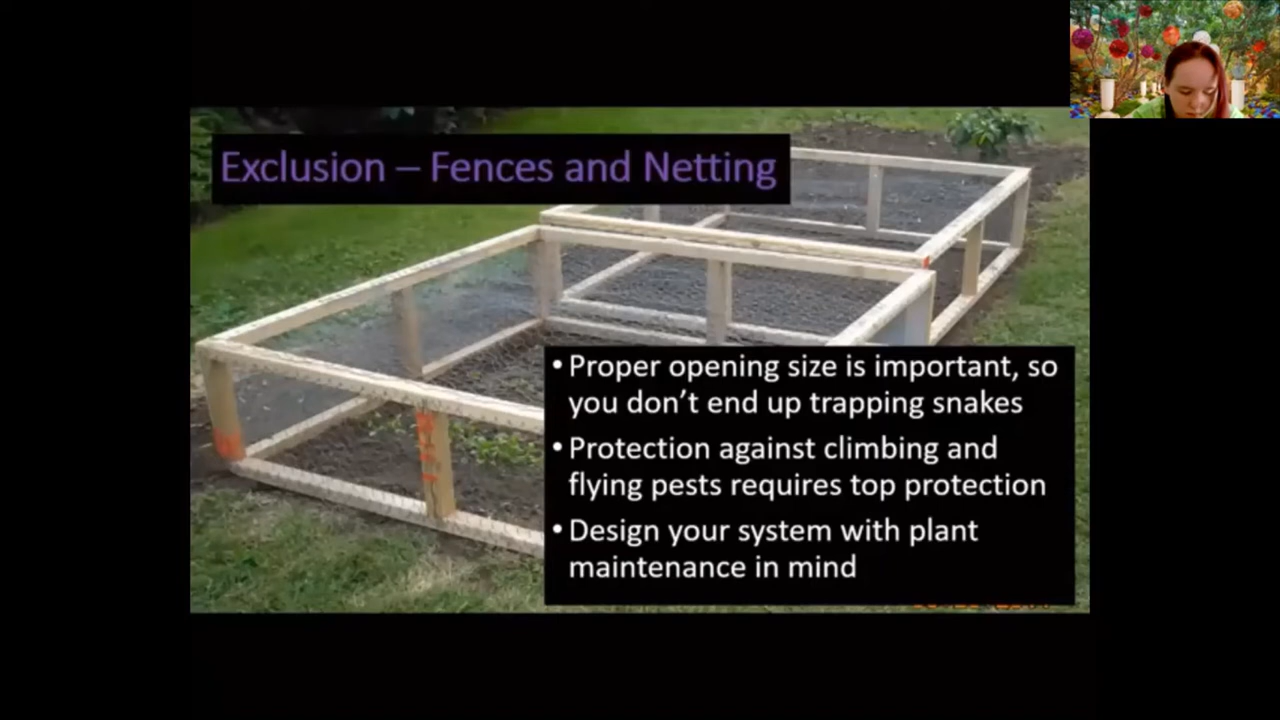 Exclusion – Fences and Netting
• Proper opening size is important, so
you don't end up trapping snakes
• Protection against climbing and
flying pests requires top protection
• Design your system with plant
maintenance in mind